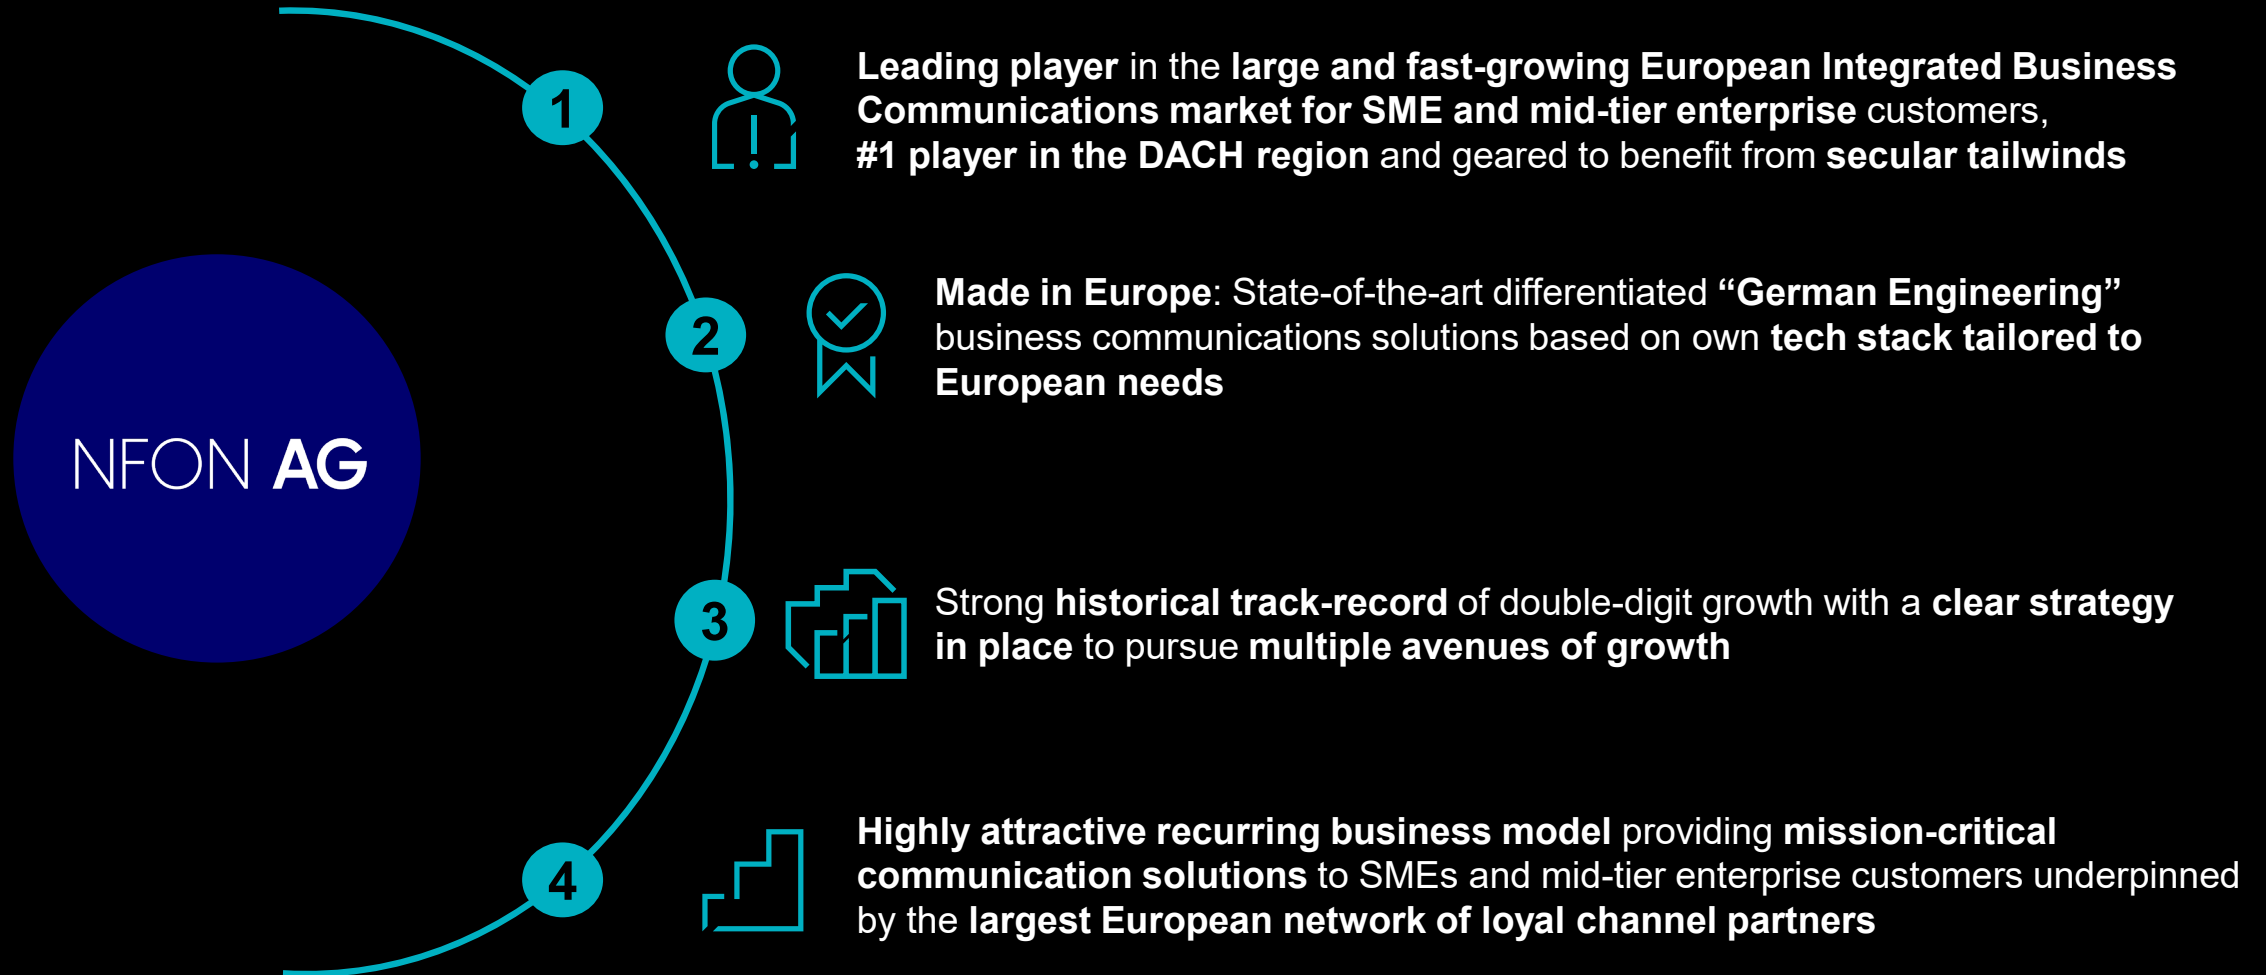 NFON AG
1
Leading player in the large and fast-growing European Integrated Business
Communications market for SME and mid-tier enterprise customers,
#1 player in the DACH region and geared to benefit from secular tailwinds
2
Made in Europe: State-of-the-art differentiated “German Engineering”
business communications solutions based on own tech stack tailored to
European needs
3
Strong historical track-record of double-digit growth with a clear strategy
in place to pursue multiple avenues of growth
4
Highly attractive recurring business model providing mission-critical
communication solutions to SMEs and mid-tier enterprise customers underpinned
by the largest European network of loyal channel partners